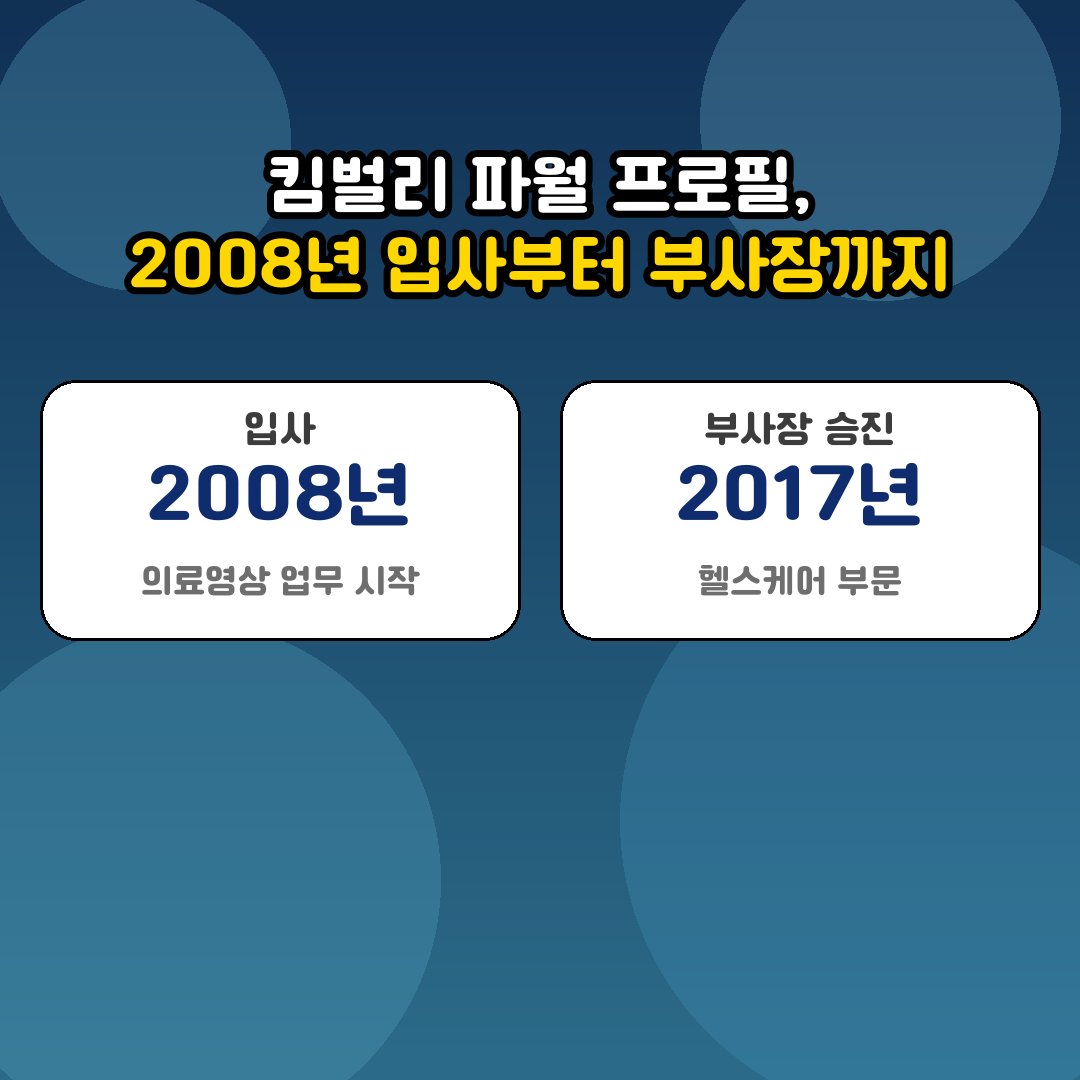 킴벌리 파월 프로필,
2008년 입사부터 부사장까지
입사
2008년
의료영상 업무 시작
부사장 승진
2017년
헬스케어 부문